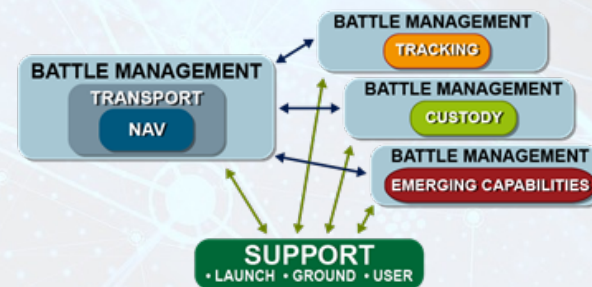 BATTLE MANAGEMENT
TRACKING
BATTLE MANAGEMENT
TRANSPORT
NAV
BATTLE MANAGEMENT
CUSTODY
BATTLE MANAGEMENT
EMERGING CAPABILITIES
SUPPORT
• LAUNCH • GROUND • USER